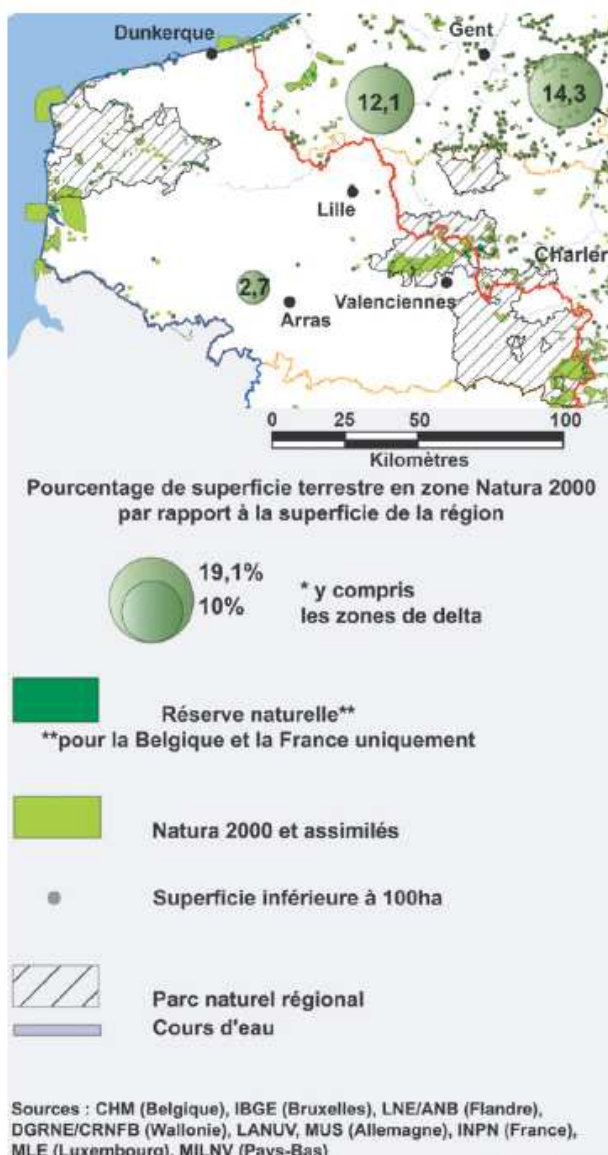 Dunkerque
Gent
12,1
14,3
Lille
Charler
2,7
Valenciennes
Arras
0 25 50 100
Kilomètres
Pourcentage de superficie terrestre en zone Natura 2000
par rapport à la superficie de la région
19,1%
10%
* y compris
les zones de delta
Réserve naturelle**
**pour la Belgique et la France uniquement
Natura 2000 et assimilés
Superficie inférieure à 100ha
Parc naturel régional
Cours d'eau
Sources : CHM (Belgique), IBGE (Bruxelles), LNE/ANB (Flandre),
DGRNE/CRNFB (Wallonie), LANUV, MUS (Allemagne), INPN (France),
MLE (Luxembourg), MILNV (Pays-Bas)